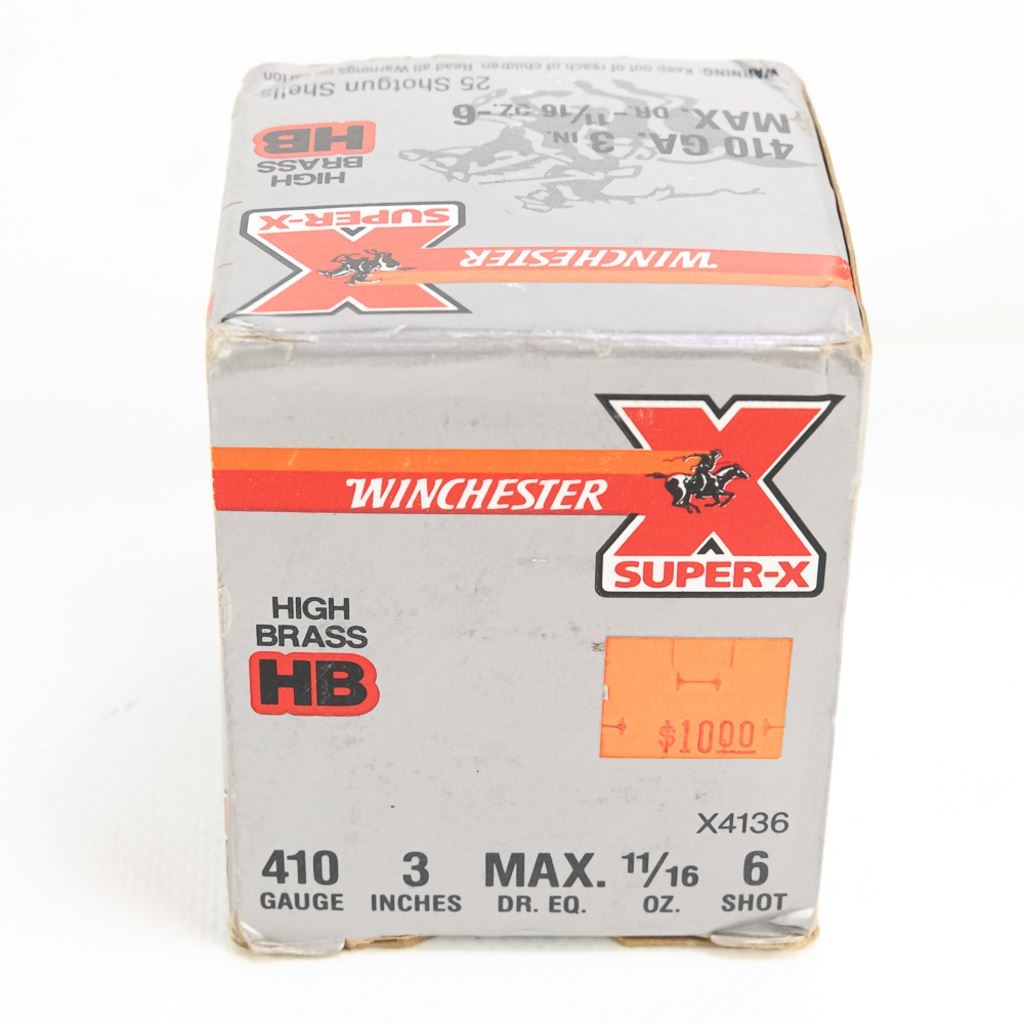 WARNING: Keep out of reach of children. Read all Warnings on carton.
25 Shotgun Shells
410 GA. 3 IN.
MAX. DR.-11/16 OZ.-6
HIGH
BRASS
HB
WINCHESTER
SUPER-X
WINCHESTER
SUPER-X
HIGH
BRASS
HB
$10.00
X4136
410 3 MAX. 11/16 6
GAUGE INCHES DR. EQ. OZ. SHOT